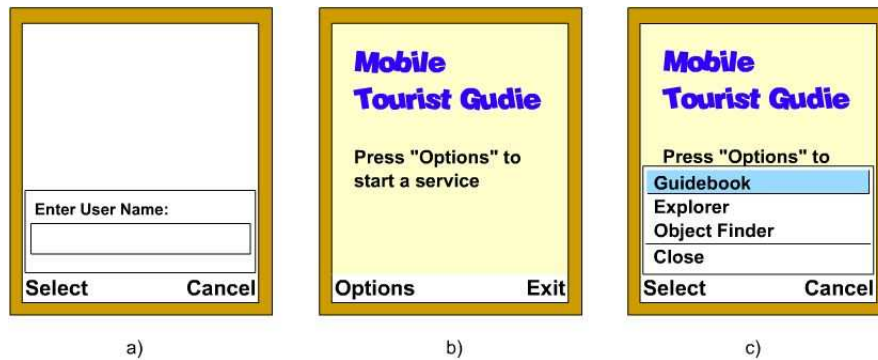 Enter User Name:
Select Cancel
a)
Mobile
Tourist Gudie
Press "Options" to
start a service
Options Exit
b)
Mobile
Tourist Gudie
Press "Options" to
Guidebook
Explorer
Object Finder
Close
Select Cancel
c)